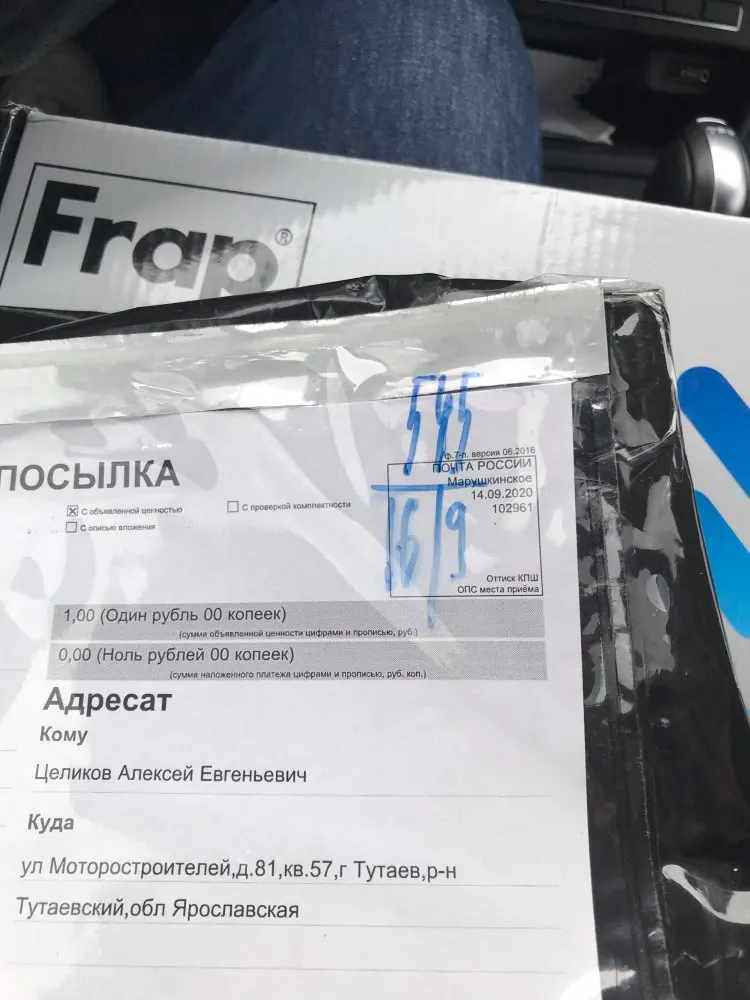 Frap®
545
16/9
ф.7-п. версия 06.2016
ПОЧТА РОССИИ
Марушкинское
14.09.2020
102961
Оттиск КПШ
ОПС места приёма
ПОСЫЛКА
С объявленной ценностью
С проверкой комплектности
С описью вложения
1,00 (Один рубль 00 копеек)
(сумма объявленной ценности цифрами и прописью, руб.)
0,00 (Ноль рублей 00 копеек)
(сумма наложенного платежа цифрами и прописью, руб. коп.)
Адресат
Кому
Целиков Алексей Евгеньевич
Куда
ул Моторостроителей,д.81,кв.57,г Тутаев,р-н
Тутаевский,обл Ярославская